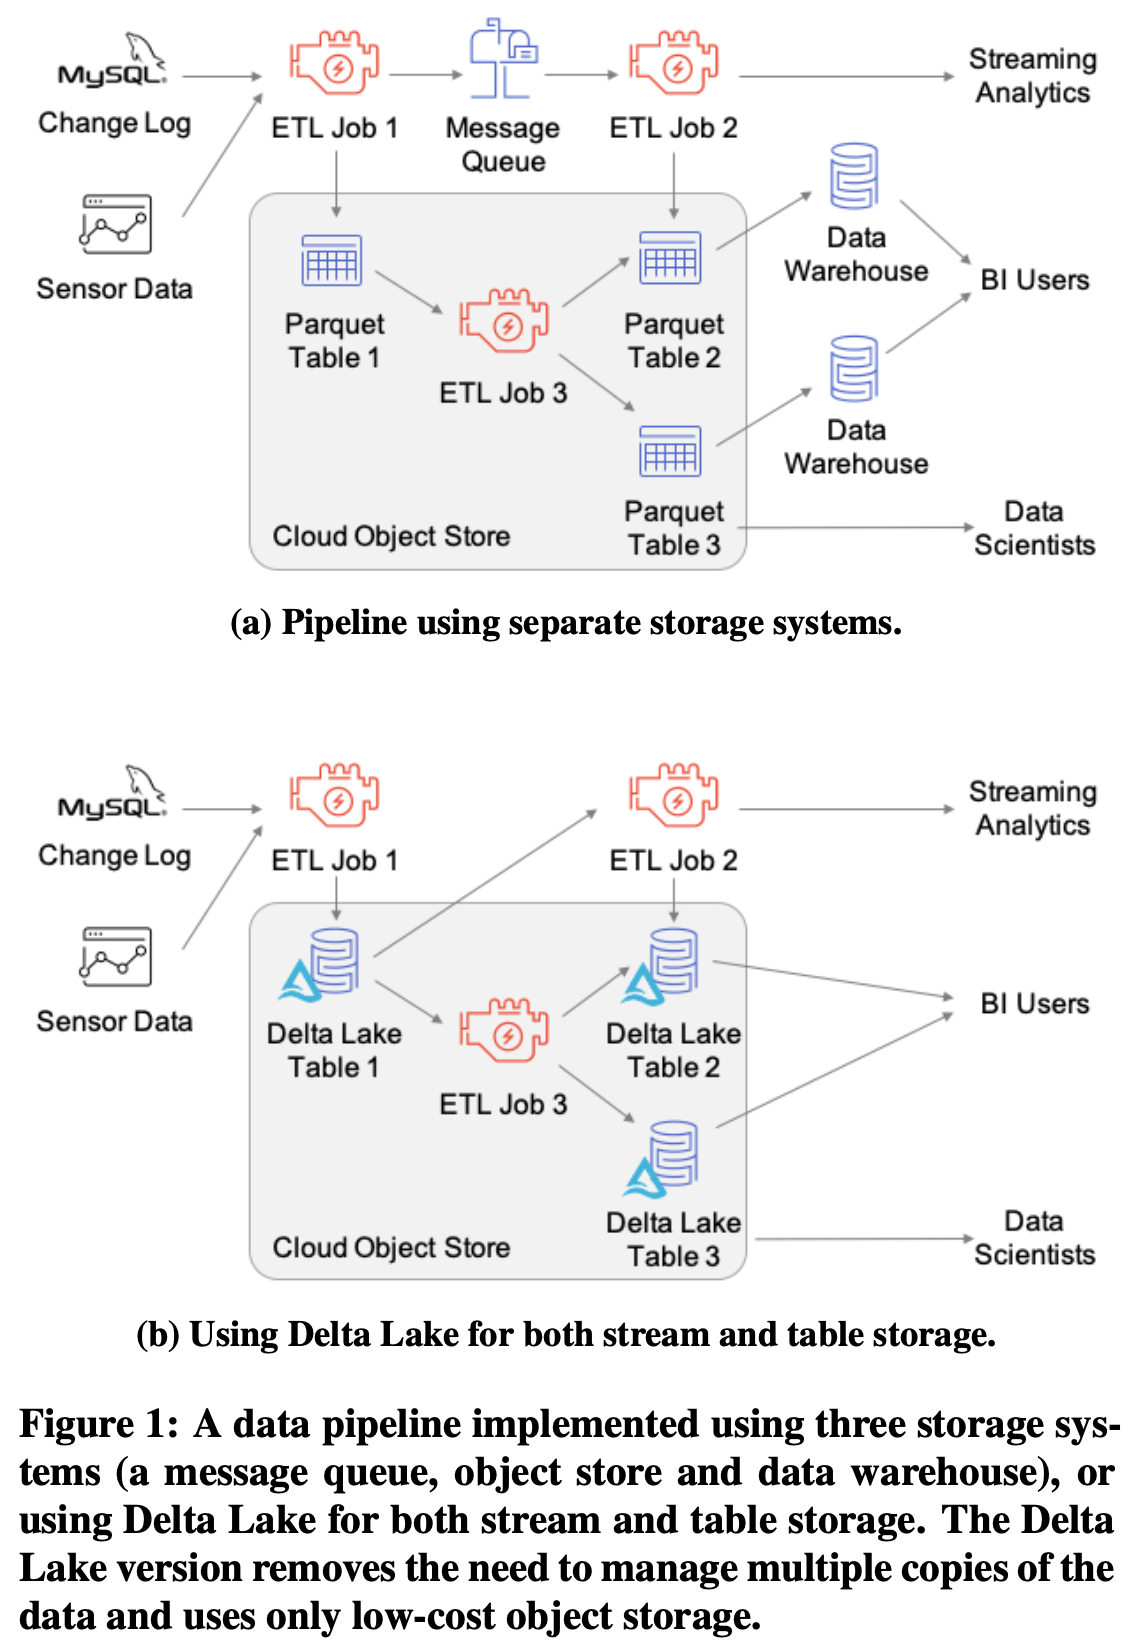 MySQL.
Change Log
ETL Job 1
Message
Queue
ETL Job 2
Streaming
Analytics
Sensor Data
Data
Warehouse
BI Users
Parquet
Table 1
Parquet
Table 2
ETL Job 3
Data
Warehouse
Parquet
Table 3
Data
Scientists
Cloud Object Store
(a) Pipeline using separate storage systems.
MySQL.
Change Log
ETL Job 1
ETL Job 2
Streaming
Analytics
Sensor Data
Delta Lake
Table 1
Delta Lake
Table 2
BI Users
ETL Job 3
Delta Lake
Table 3
Data
Scientists
Cloud Object Store
(b) Using Delta Lake for both stream and table storage.
Figure 1: A data pipeline implemented using three storage sys-
tems (a message queue, object store and data warehouse), or
using Delta Lake for both stream and table storage. The Delta
Lake version removes the need to manage multiple copies of the
data and uses only low-cost object storage.